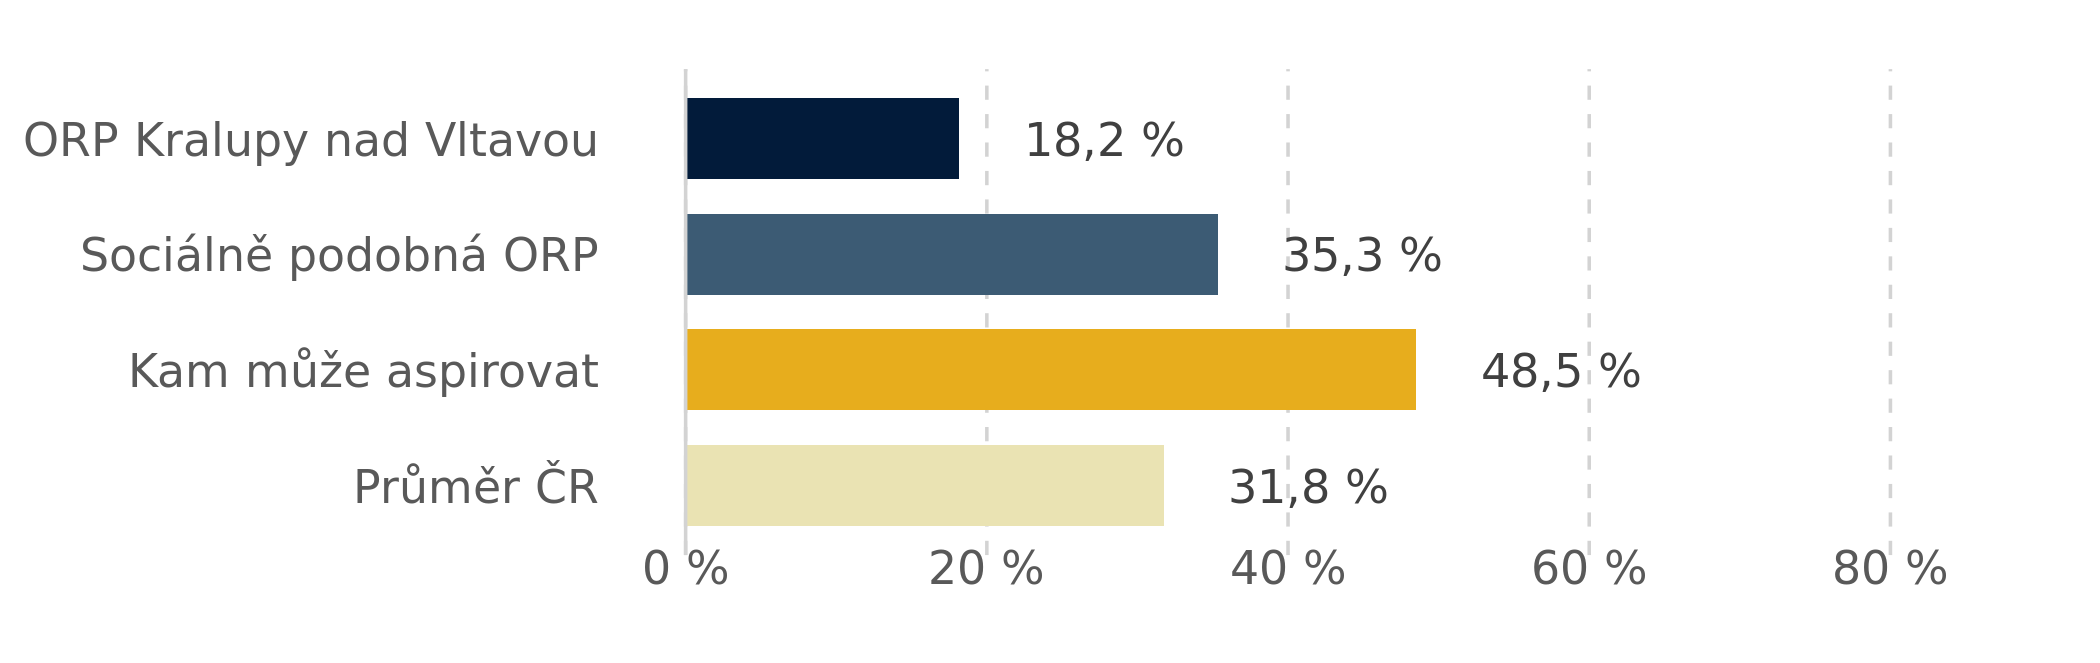 ORP Kralupy nad Vltavou 18,2 %
Sociálně podobná ORP 35,3 %
Kam může aspirovat 48,5 %
Průměr ČR 31,8 %
0 % 20 % 40 % 60 % 80 %